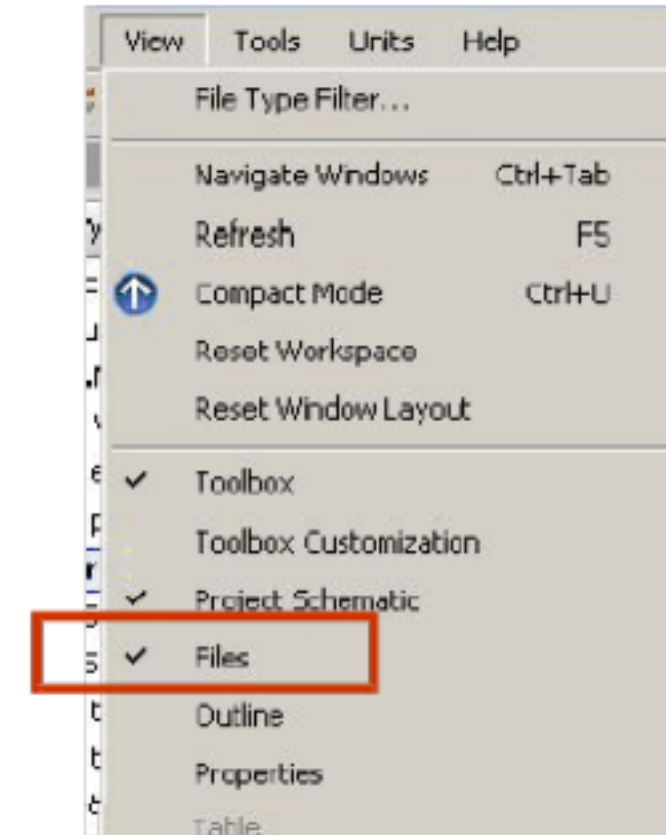 View Tools Units Help
File Type Filter...
Navigate Windows Ctrl+Tab
Refresh F5
Compact Mode Ctrl+U
Reset Workspace
Reset Window Layout
Toolbox
Toolbox Customization
Project Schematic
Files
Outline
Properties
Table